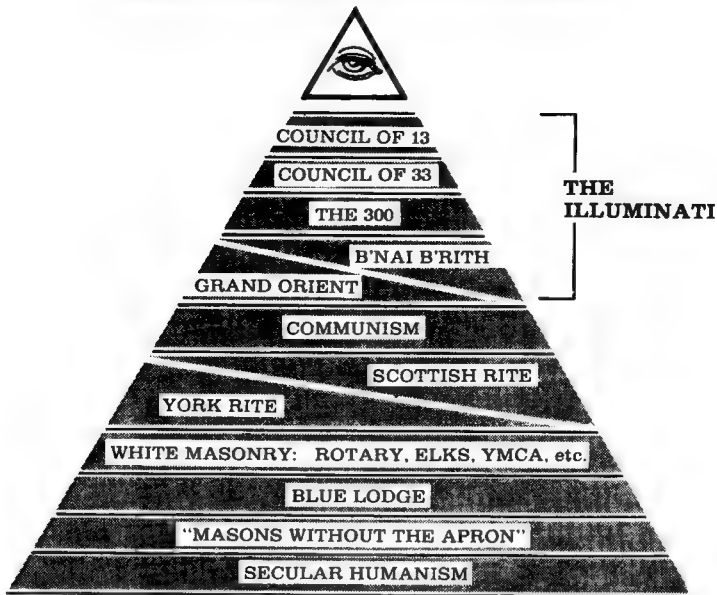 COUNCIL OF 13
COUNCIL OF 33
THE 300
THE
ILLUMINATI
B'NAI B'RITH
GRAND ORIENT
COMMUNISM
SCOTTISH RITE
YORK RITE
WHITE MASONRY: ROTARY, ELKS, YMCA, etc.
BLUE LODGE
"MASONS WITHOUT THE APRON"
SECULAR HUMANISM